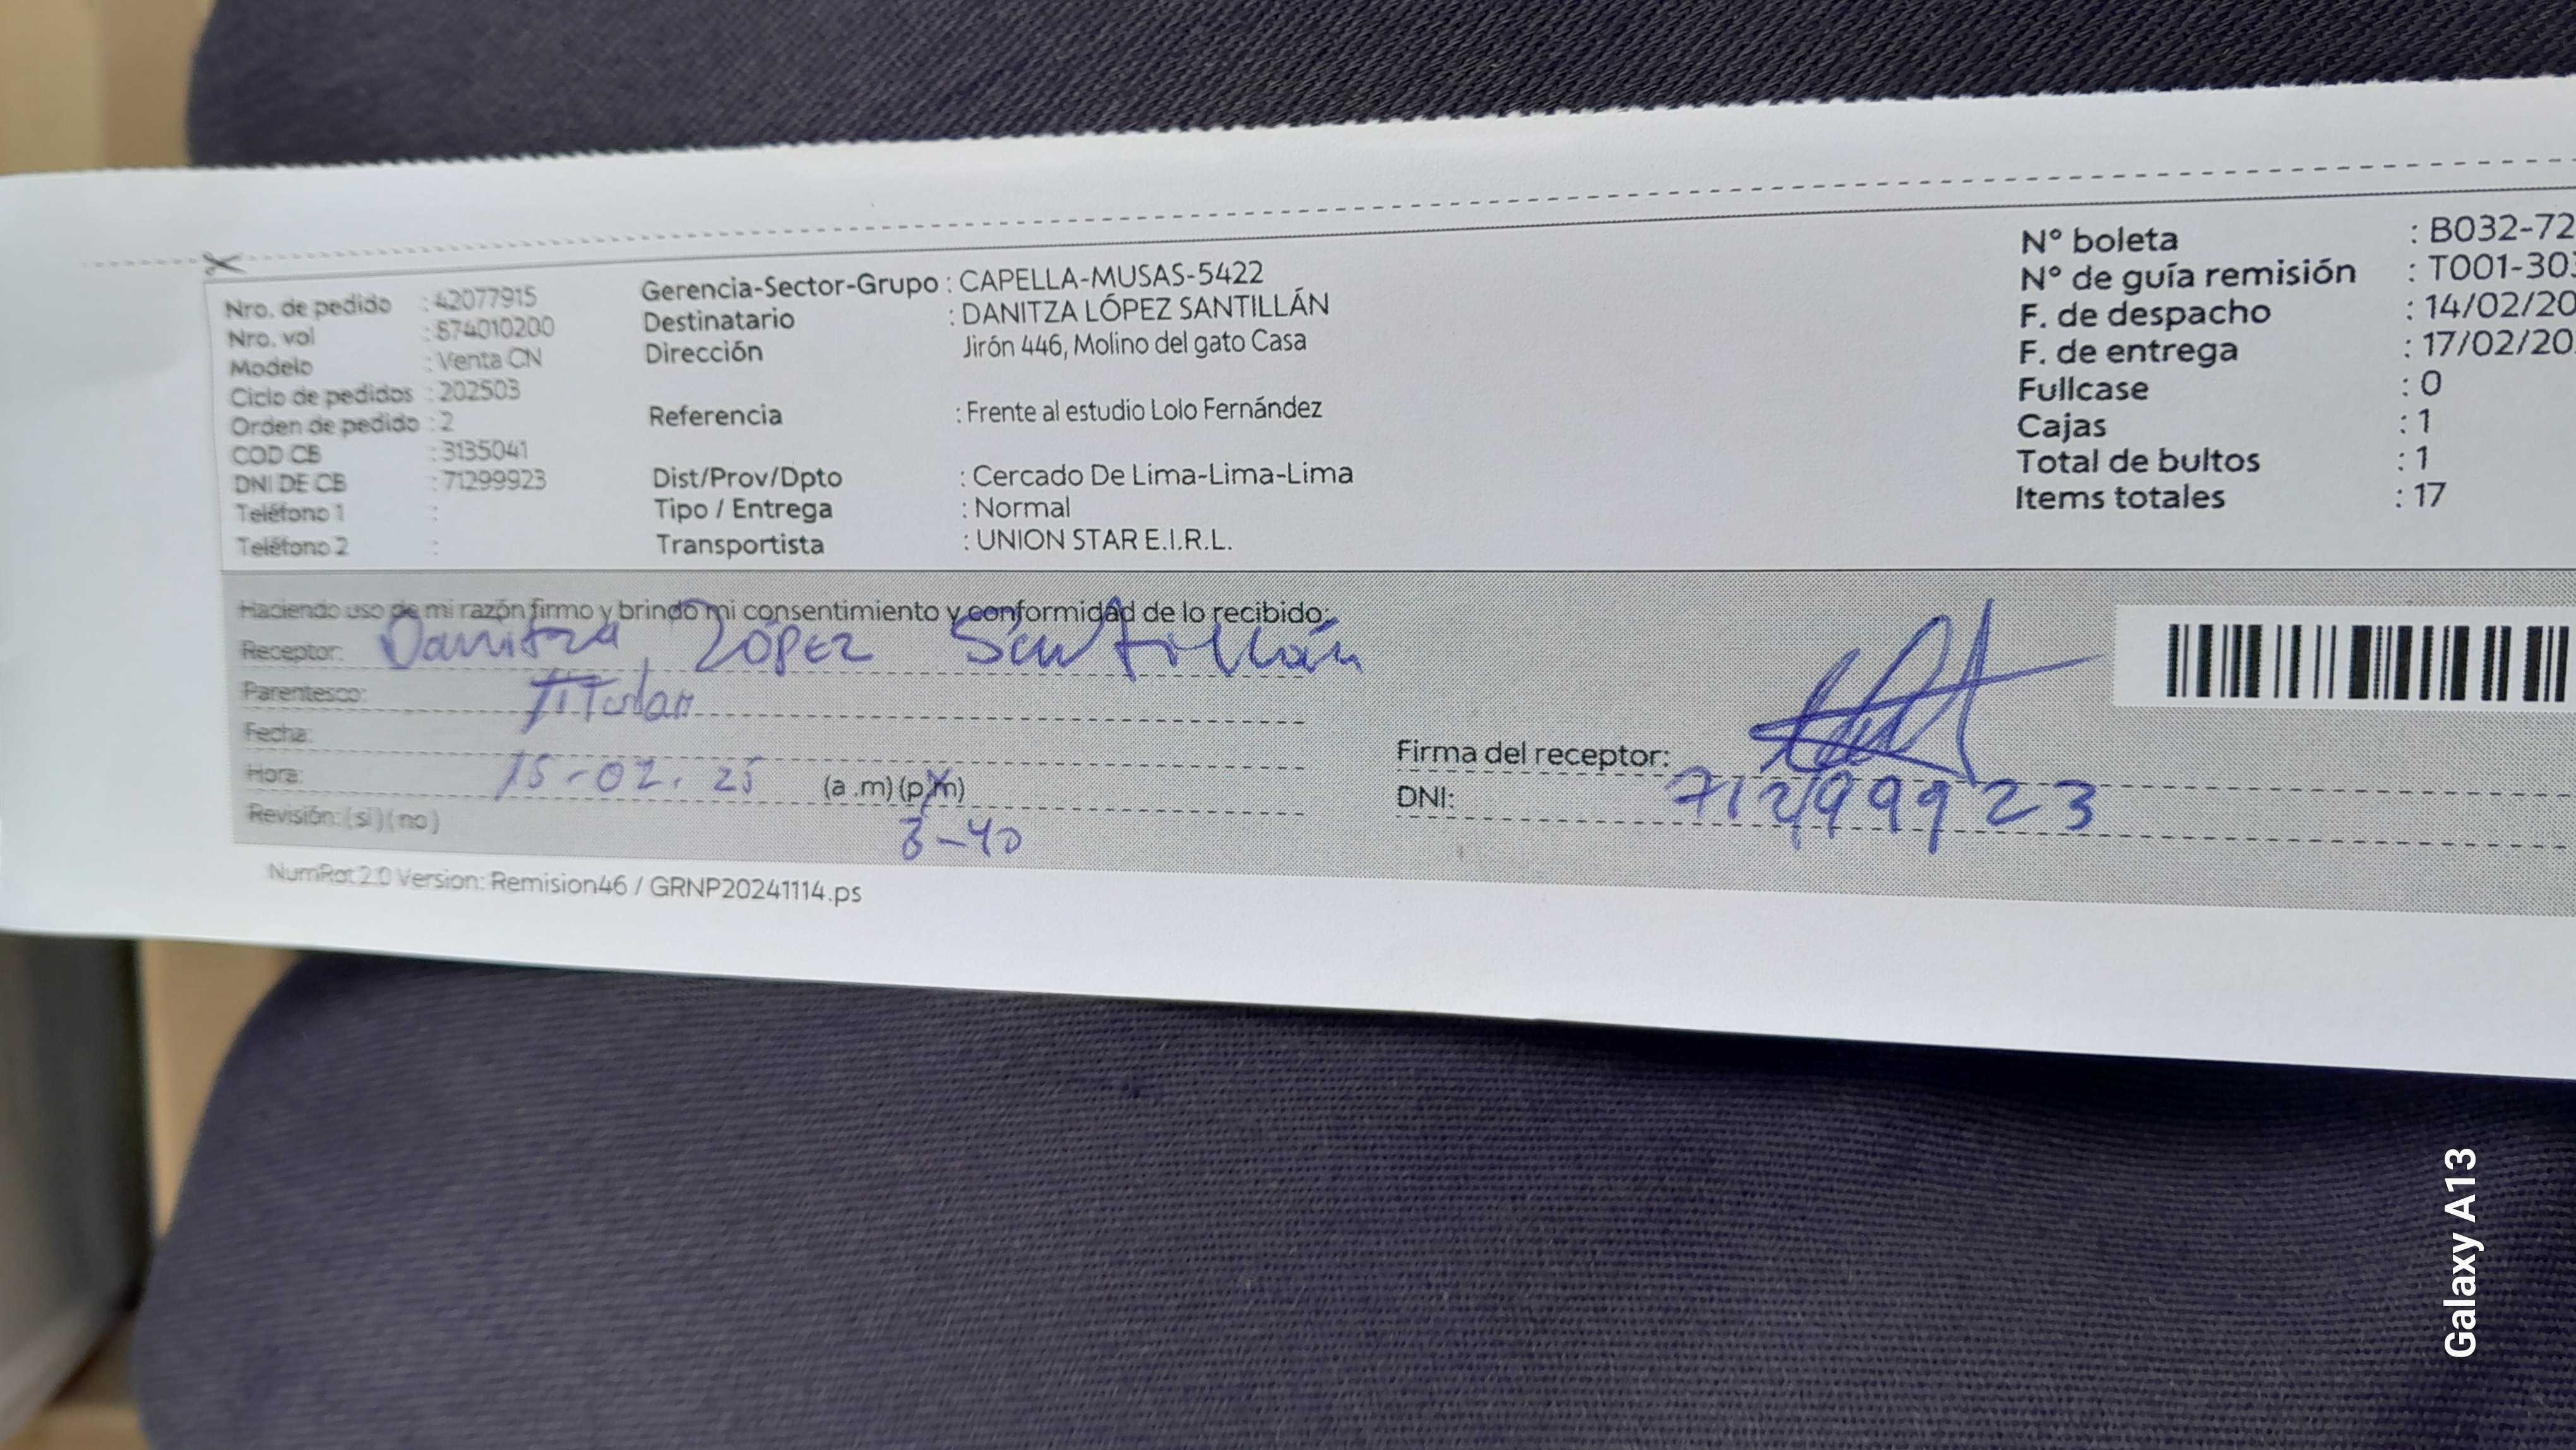 Nro. de pedido : 42077915
Nro. vol : 574010200
Modelo : Venta CN
Ciclo de pedidos : 202503
Orden de pedido : 2
COD CB : 3135041
DNI DE CB : 71299923
Teléfono 1 :
Teléfono 2 :
Gerencia-Sector-Grupo : CAPELLA-MUSAS-5422
Destinatario : DANITZA LÓPEZ SANTILLÁN
Dirección Jirón 446, Molino del gato Casa
Referencia : Frente al estudio Lolo Fernández
Dist/Prov/Dpto : Cercado De Lima-Lima-Lima
Tipo / Entrega : Normal
Transportista : UNION STAR E.I.R.L.
N° boleta : B032-72
N° de guía remisión : T001-303
F. de despacho : 14/02/20
F. de entrega : 17/02/20
Fullcase : 0
Cajas : 1
Total de bultos : 1
Items totales : 17
Haciendo uso de mi razón firmo y brindo mi consentimiento y conformidad de lo recibido:
Receptor: Danitza López Santillán
Parentesco: Titular
Fecha:
Hora: 15-02.25 (a .m) (p.m)
3-40
Revisión: (si) (no)
Firma del receptor:
DNI: 71299923
NumRot 2.0 Version: Remision46 / GRNP20241114.ps
Galaxy A13